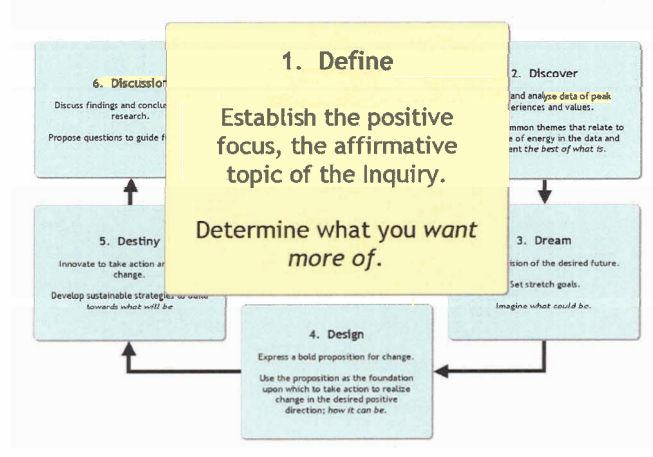 1. Define
Establish the positive
focus, the affirmative
topic of the Inquiry.
Determine what you want
more of.
2. Discover
and analyse data of peak
and values.
themes that relate to
of energy in the data and
the best of what is.
3. Dream
of the desired future.
Set stretch goals.
Imagine what could be.
4. Design
Express a bold proposition for change.
Use the proposition as the foundation
upon which to take action to realize
change in the desired positive
direction; how it can be.
5. Destiny
Innovate to take action
change.
Develop sustainable strategies to build
towards what will be
6. Discussion
Discuss findings and
research.
Propose questions to guide